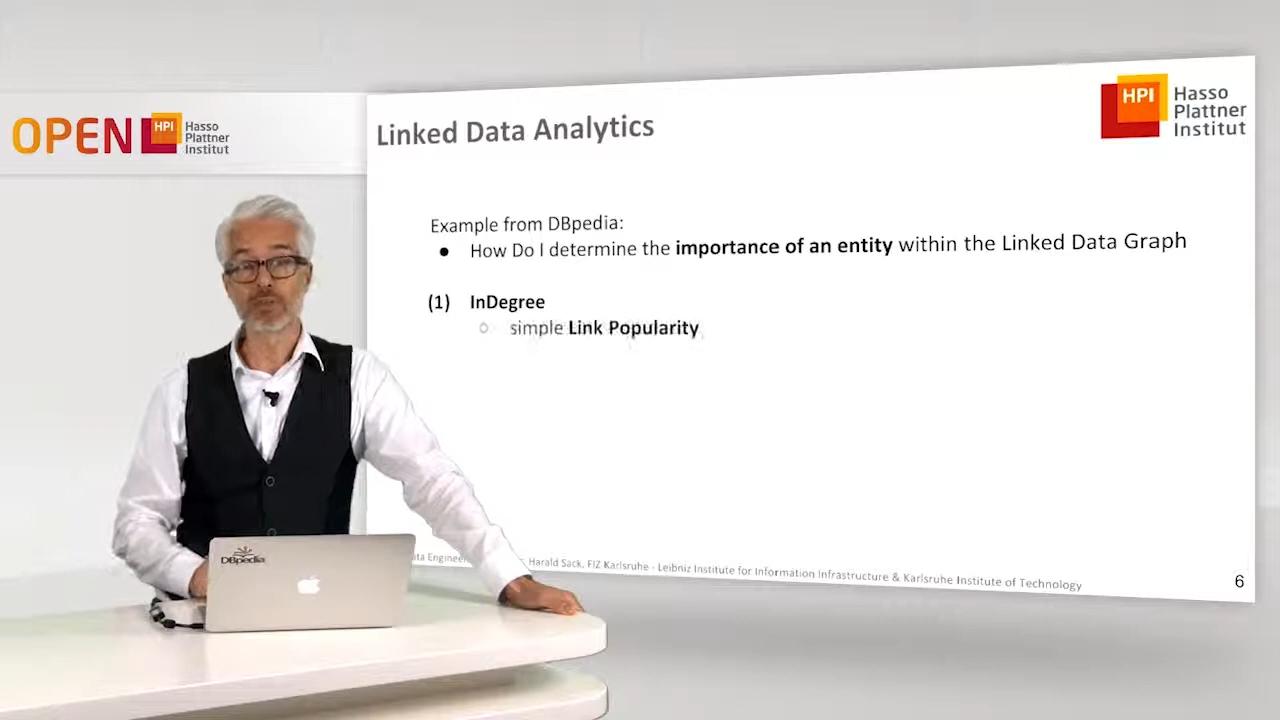 OPEN HPI Hasso Plattner Institut
Linked Data Analytics
HPI Hasso Plattner Institut
Example from DBpedia:
● How Do I determine the importance of an entity within the Linked Data Graph
(1) InDegree
○ simple Link Popularity
DBpedia
Harald Sack, FIZ Karlsruhe - Leibniz Institute for Information Infrastructure & Karlsruhe Institute of Technology
6